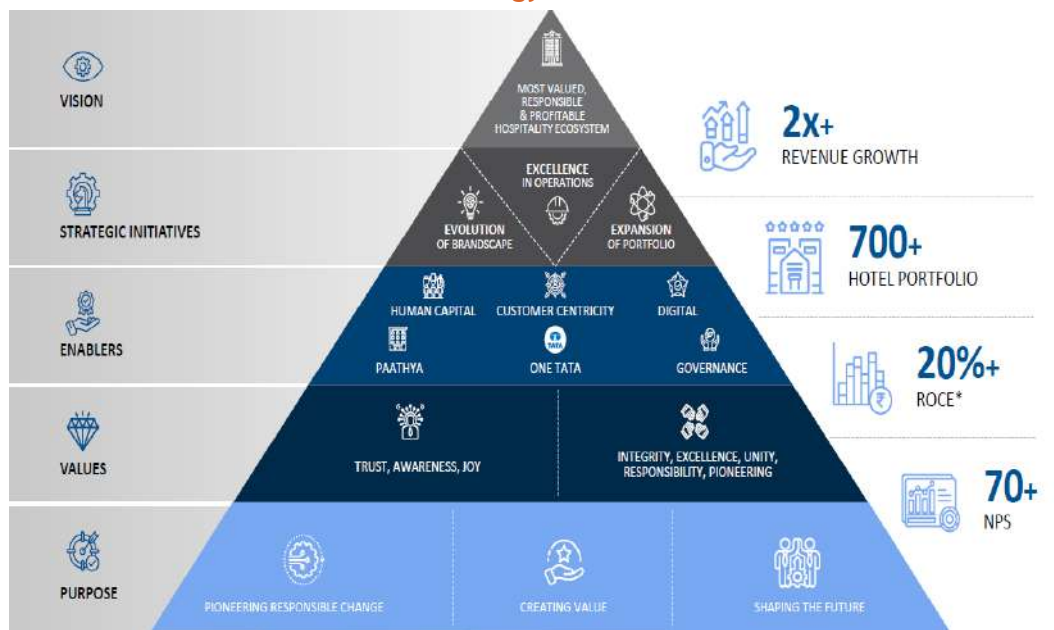 VISION
MOST VALUED,
RESPONSIBLE
& PROFITABLE
HOSPITALITY ECOSYSTEM
2x+
REVENUE GROWTH
STRATEGIC INITIATIVES
EXCELLENCE
IN OPERATIONS
EVOLUTION
OF BRANDSCAPE
EXPANSION
OF PORTFOLIO
700+
HOTEL PORTFOLIO
ENABLERS
HUMAN CAPITAL
CUSTOMER CENTRICITY
DIGITAL
PAATHYA
TATA
ONE TATA
GOVERNANCE
20%+
ROCE*
VALUES
TRUST, AWARENESS, JOY
INTEGRITY, EXCELLENCE, UNITY,
RESPONSIBILITY, PIONEERING
70+
NPS
PURPOSE
PIONEERING RESPONSIBLE CHANGE
CREATING VALUE
SHAPING THE FUTURE